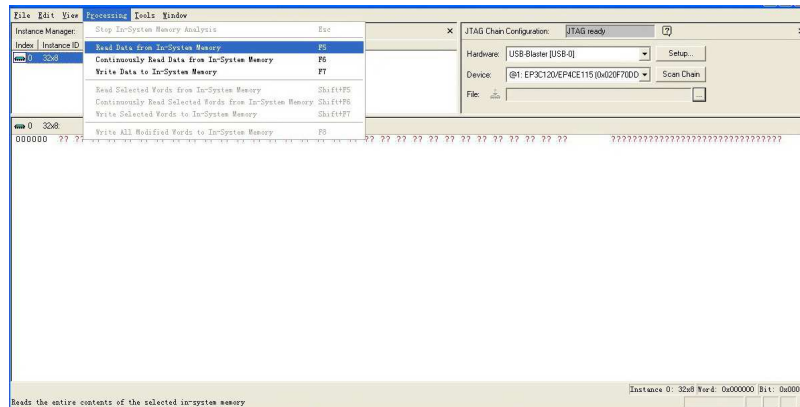 File Edit View Processing Tools Window
Instance Manager:
Index Instance ID
0 32x8
Stop In-System Memory Analysis Esc
Read Data from In-System Memory F5
Continuously Read Data from In-System Memory F6
Write Data to In-System Memory F7
Read Selected Words from In-System Memory Shift+F5
Continuously Read Selected Words from In-System Memory Shift+F6
Write Selected Words to In-System Memory Shift+F7
Write All Modified Words to In-System Memory F8
JTAG Chain Configuration: JTAG ready
Hardware: USB-Blaster [USB-0] Setup...
Device: @1: EP3C120/EP4CE115 (0x020F70DD Scan Chain
File: ...
0 32x8:
000000 ?? ?? ?? ?? ?? ?? ?? ?? ?? ?? ?? ?? ?? ?? ?? ????????????????????????????????
Instance 0: 32x8 Word: 0x000000 Bit: 0x000
Reads the entire contents of the selected in-system memory